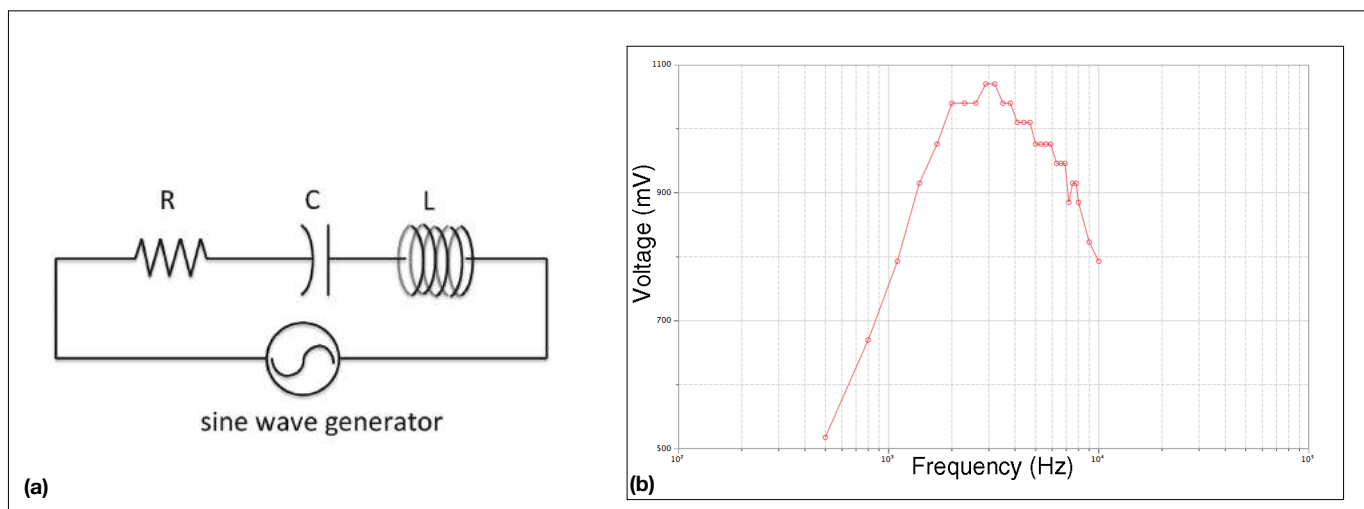 R C L
sine wave generator
(a)
1100
900
700
500
Voltage (mV)
10² 10³ 10⁴ 10⁵
Frequency (Hz)
(b)